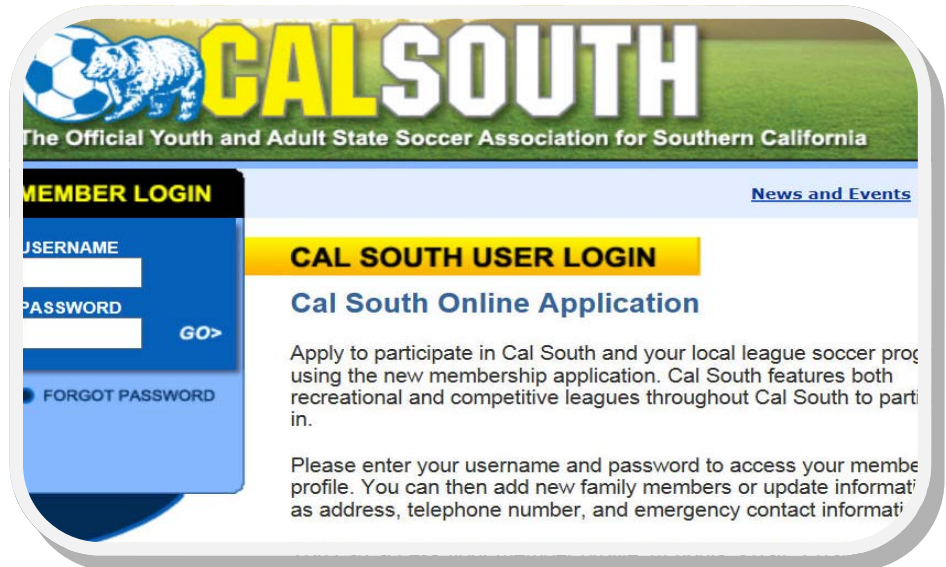 CALSOUTH
The Official Youth and Adult State Soccer Association for Southern California
MEMBER LOGIN
News and Events
USERNAME
PASSWORD
GO>
FORGOT PASSWORD
CAL SOUTH USER LOGIN
Cal South Online Application
Apply to participate in Cal South and your local league soccer prog
using the new membership application. Cal South features both
recreational and competitive leagues throughout Cal South to parti
in.
Please enter your username and password to access your membe
profile. You can then add new family members or update informati
as address, telephone number, and emergency contact informati